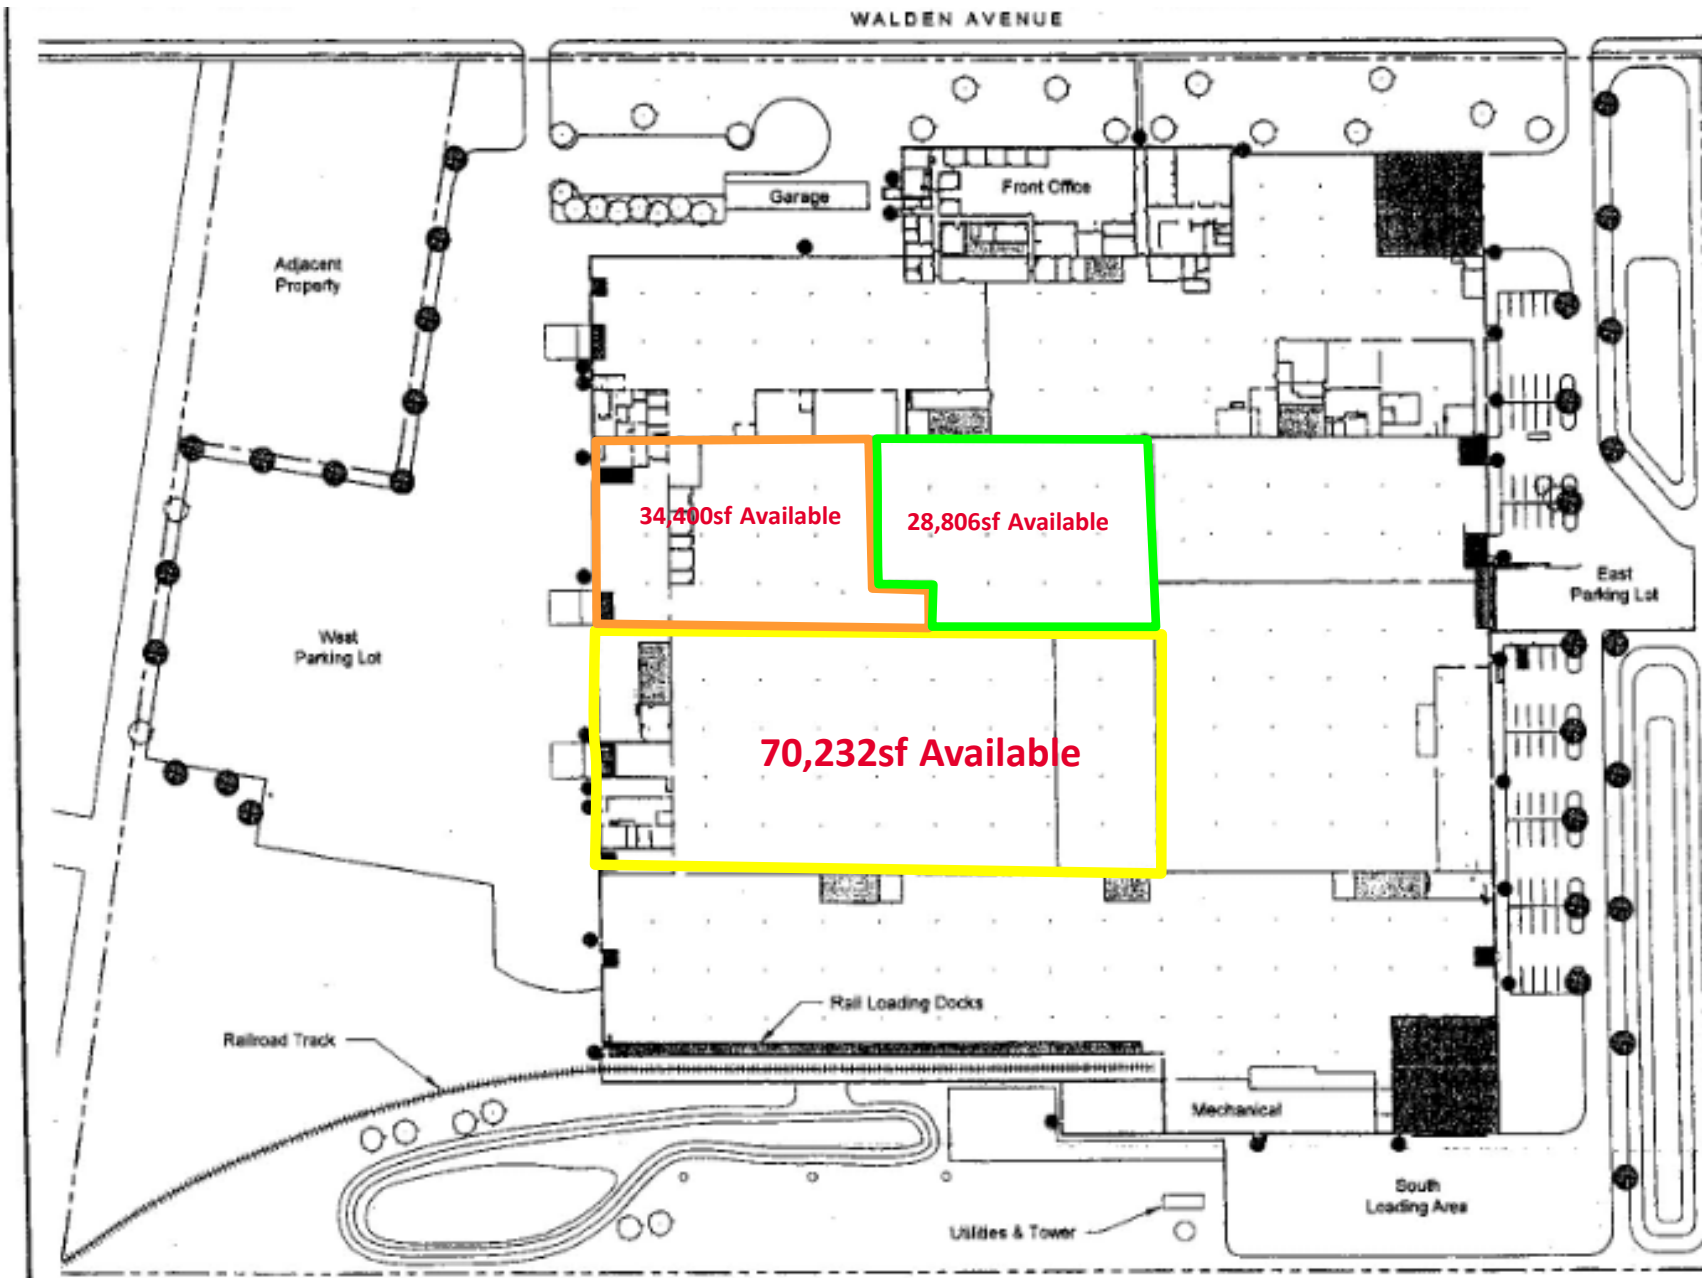 WALDEN AVENUE
Front Office
Garage
Adjacent
Property
34,400sf Available
28,806sf Available
East
Parking Lot
West
Parking Lot
70,232sf Available
Rail Loading Docks
Railroad Track
Mechanical
South
Loading Area
Utilities & Tower